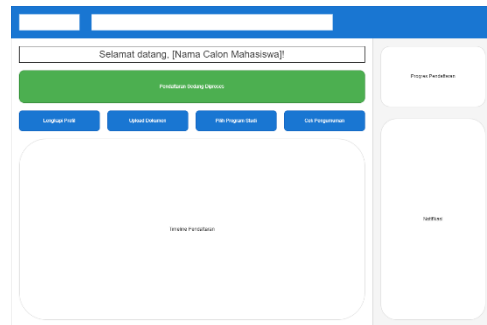 Selamat datang, [Nama Calon Mahasiswa]!
Pendaftaran Sedang Diproses
Lengkapi Profil
Upload Dokumen
Pilih Program Studi
Cek Pengumuman
Timeline Pendaftaran
Progres Pendaftaran
Notifikasi